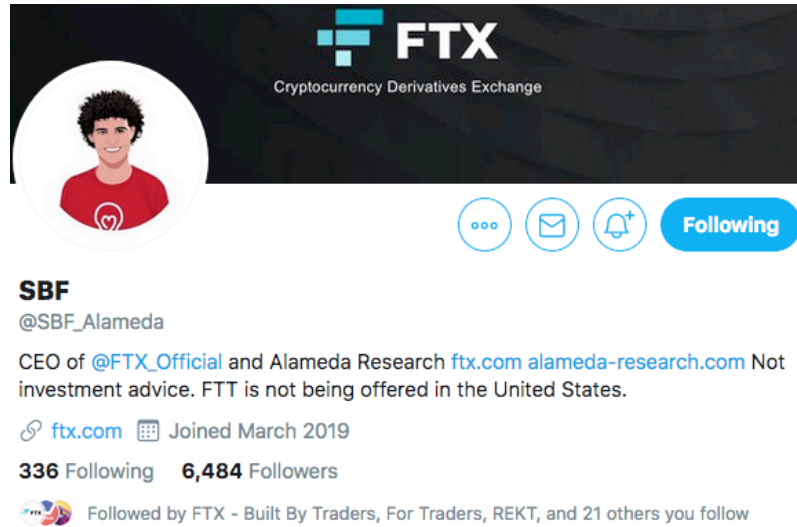 FTX
Cryptocurrency Derivatives Exchange
Following
SBF
@SBF_Alameda
CEO of @FTX_Official and Alameda Research ftx.com alameda-research.com Not
investment advice. FTT is not being offered in the United States.
ftx.com Joined March 2019
336 Following 6,484 Followers
Followed by FTX - Built By Traders, For Traders, REKT, and 21 others you follow